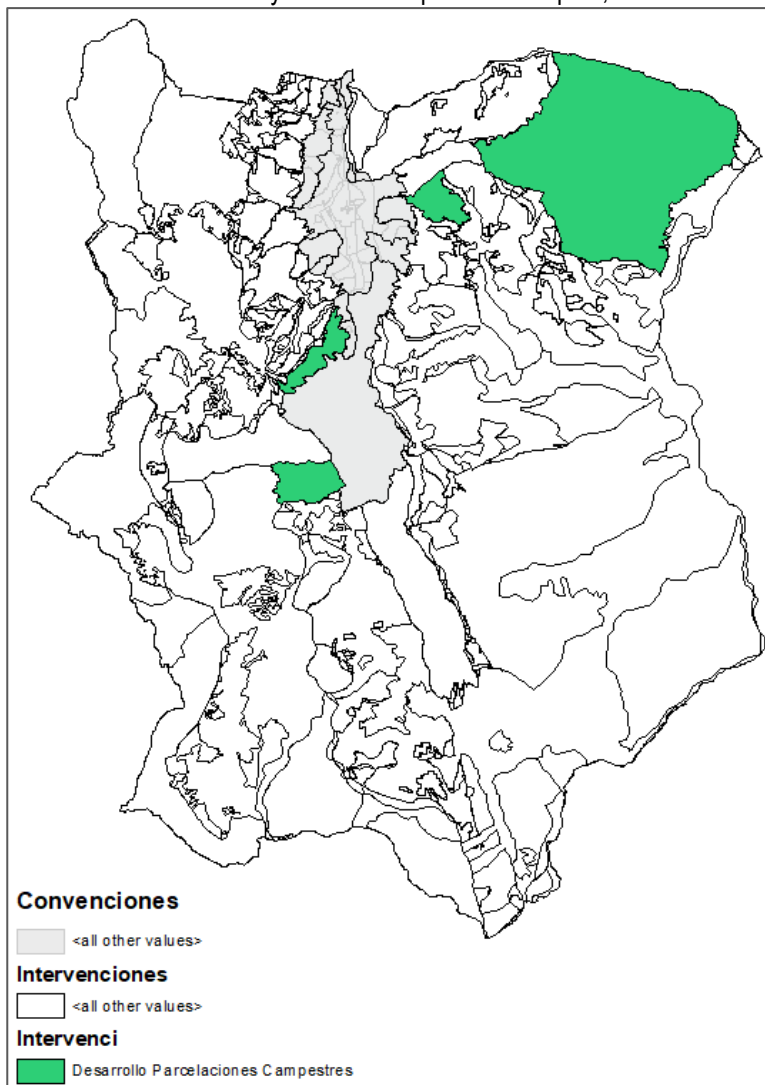 Convenciones
<all other values>
Intervenciones
<all other values>
Intervenci
Desarrollo Parcelaciones Campestres